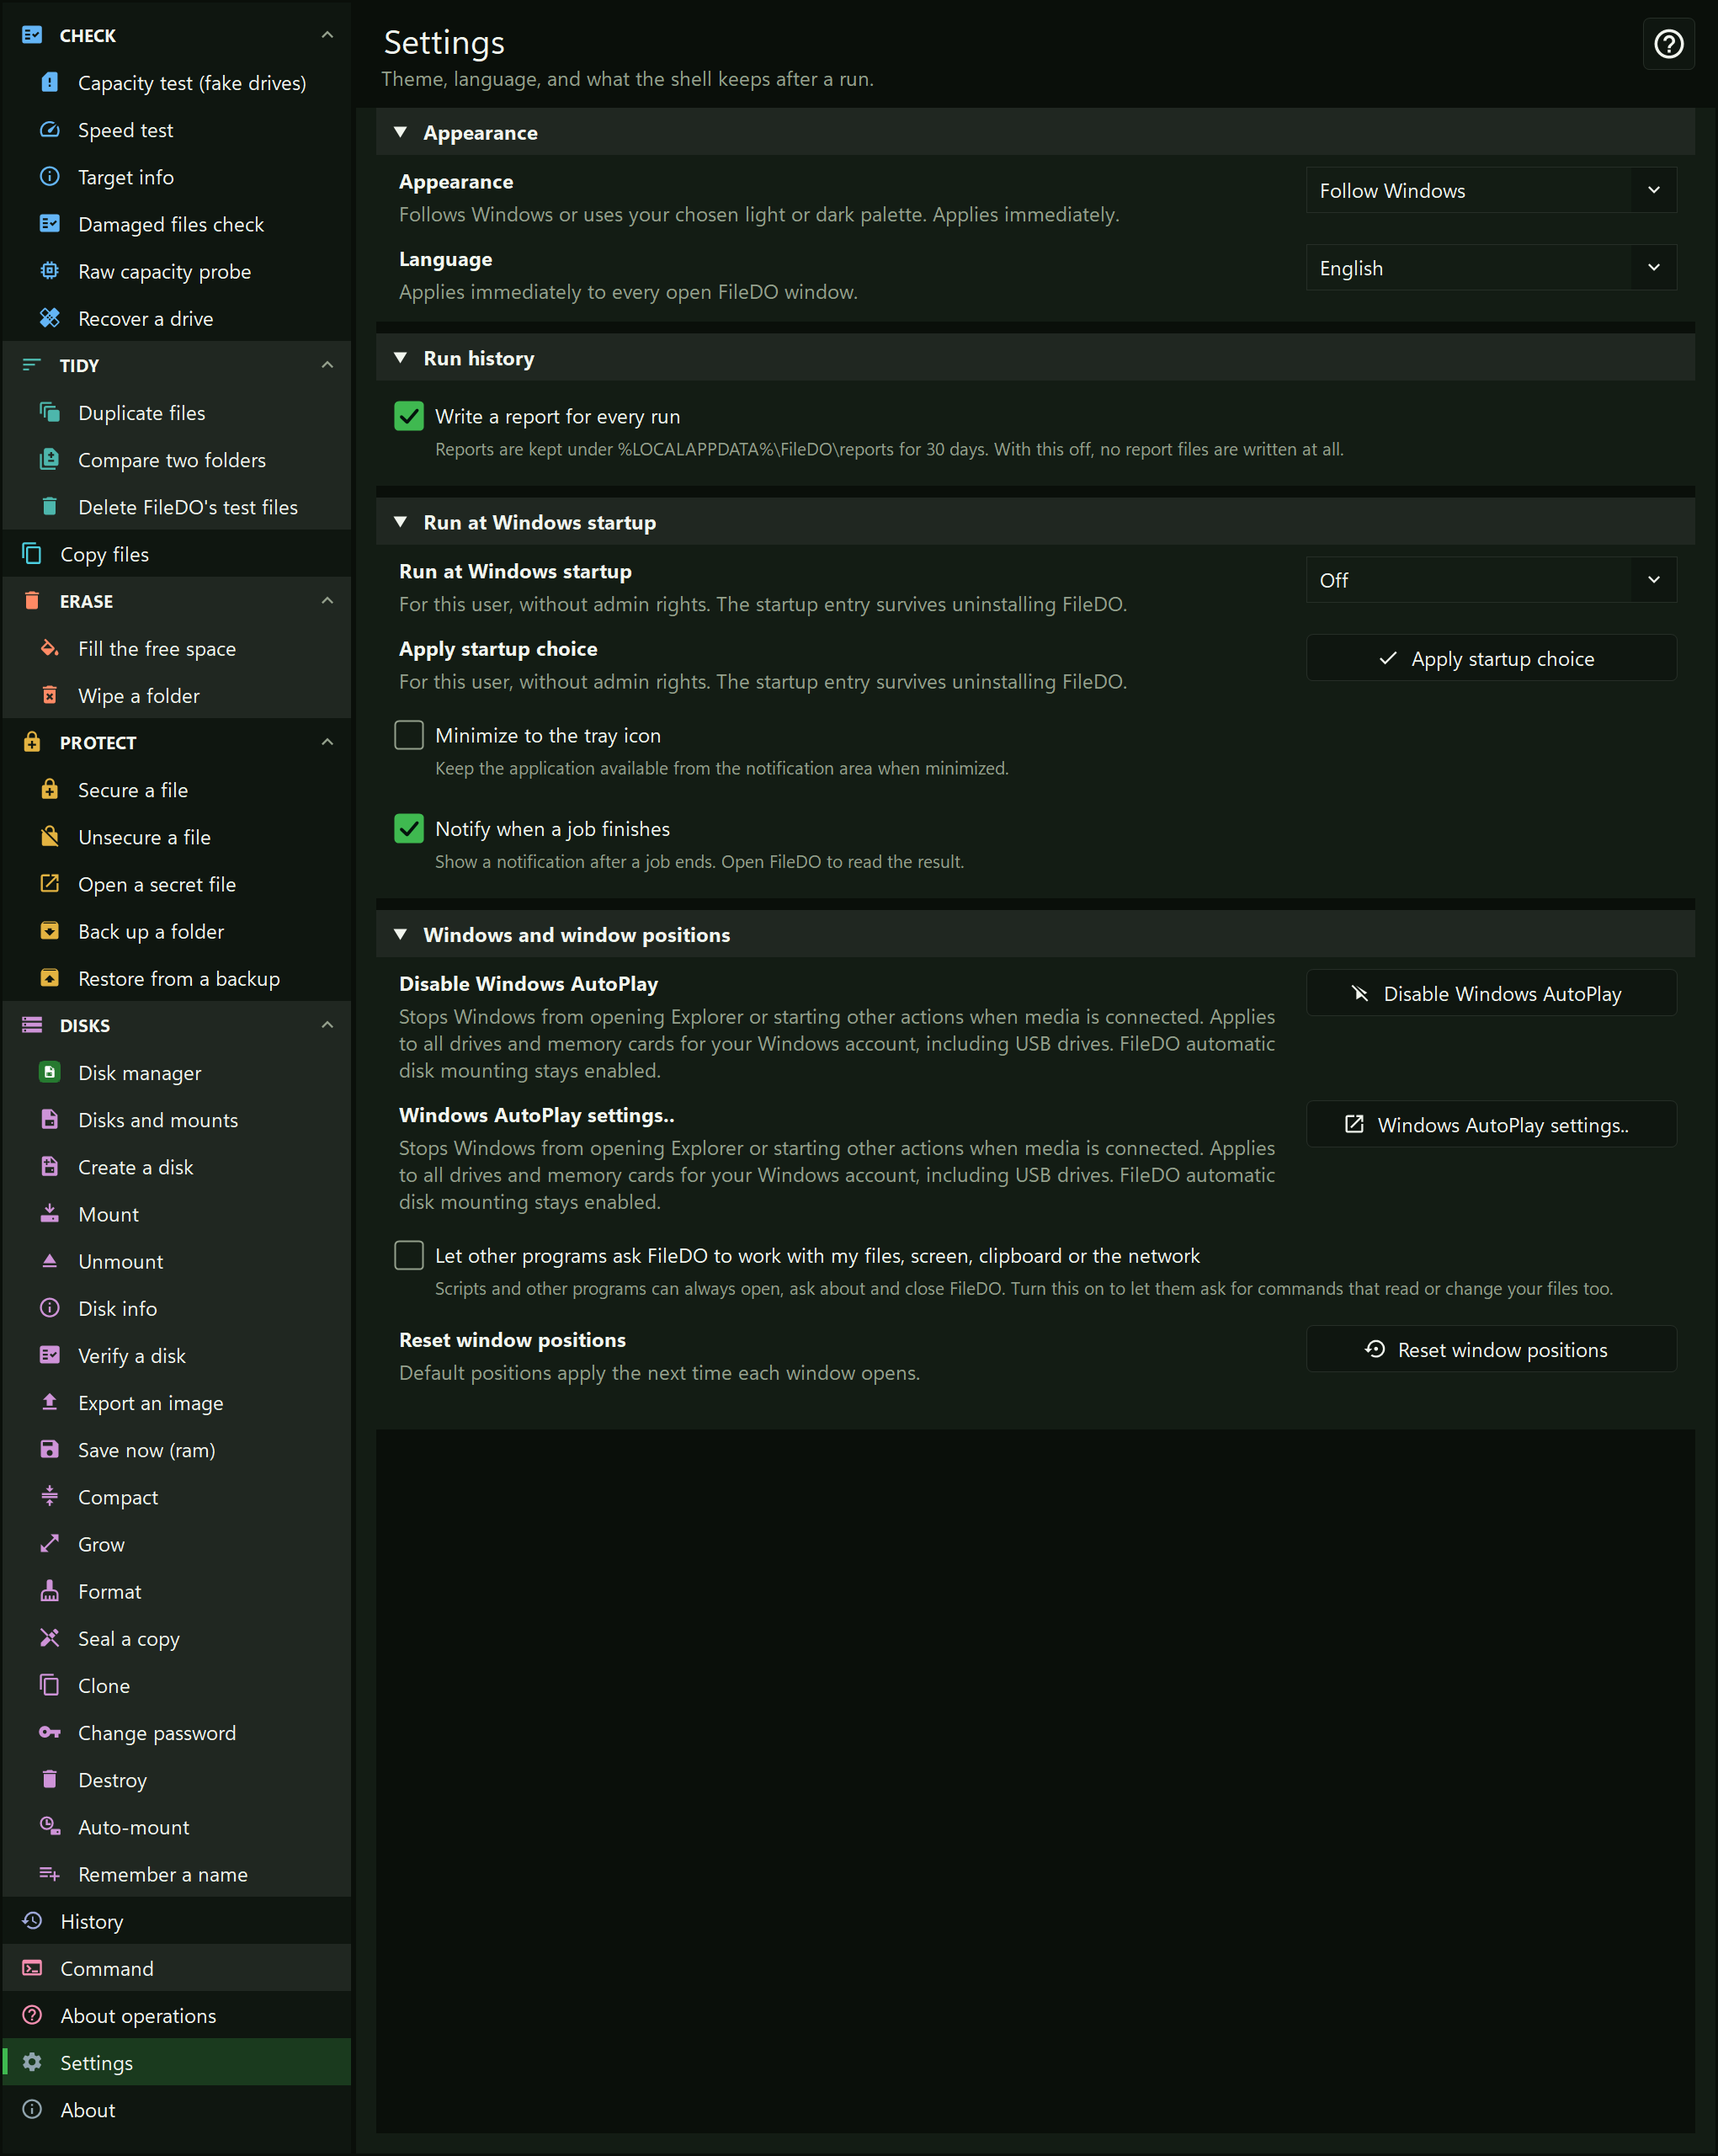 CHECK
Capacity test (fake drives)
Speed test
Target info
Damaged files check
Raw capacity probe
Recover a drive
TIDY
Duplicate files
Compare two folders
Delete FileDO's test files
Copy files
ERASE
Fill the free space
Wipe a folder
PROTECT
Secure a file
Unsecure a file
Open a secret file
Back up a folder
Restore from a backup
DISKS
Disk manager
Disks and mounts
Create a disk
Mount
Unmount
Disk info
Verify a disk
Export an image
Save now (ram)
Compact
Grow
Format
Seal a copy
Clone
Change password
Destroy
Auto-mount
Remember a name
History
Command
About operations
Settings
About
Settings
Theme, language, and what the shell keeps after a run.
Appearance
Appearance
Follows Windows or uses your chosen light or dark palette. Applies immediately.
Follow Windows
Language
Applies immediately to every open FileDO window.
English
Run history
Write a report for every run
Reports are kept under %LOCALAPPDATA%\FileDO\reports for 30 days. With this off, no report files are written at all.
Run at Windows startup
Run at Windows startup
For this user, without admin rights. The startup entry survives uninstalling FileDO.
Off
Apply startup choice
For this user, without admin rights. The startup entry survives uninstalling FileDO.
Apply startup choice
Minimize to the tray icon
Keep the application available from the notification area when minimized.
Notify when a job finishes
Show a notification after a job ends. Open FileDO to read the result.
Windows and window positions
Disable Windows AutoPlay
Stops Windows from opening Explorer or starting other actions when media is connected. Applies
to all drives and memory cards for your Windows account, including USB drives. FileDO automatic
disk mounting stays enabled.
Disable Windows AutoPlay
Windows AutoPlay settings..
Stops Windows from opening Explorer or starting other actions when media is connected. Applies
to all drives and memory cards for your Windows account, including USB drives. FileDO automatic
disk mounting stays enabled.
Windows AutoPlay settings..
Let other programs ask FileDO to work with my files, screen, clipboard or the network
Scripts and other programs can always open, ask about and close FileDO. Turn this on to let them ask for commands that read or change your files too.
Reset window positions
Default positions apply the next time each window opens.
Reset window positions